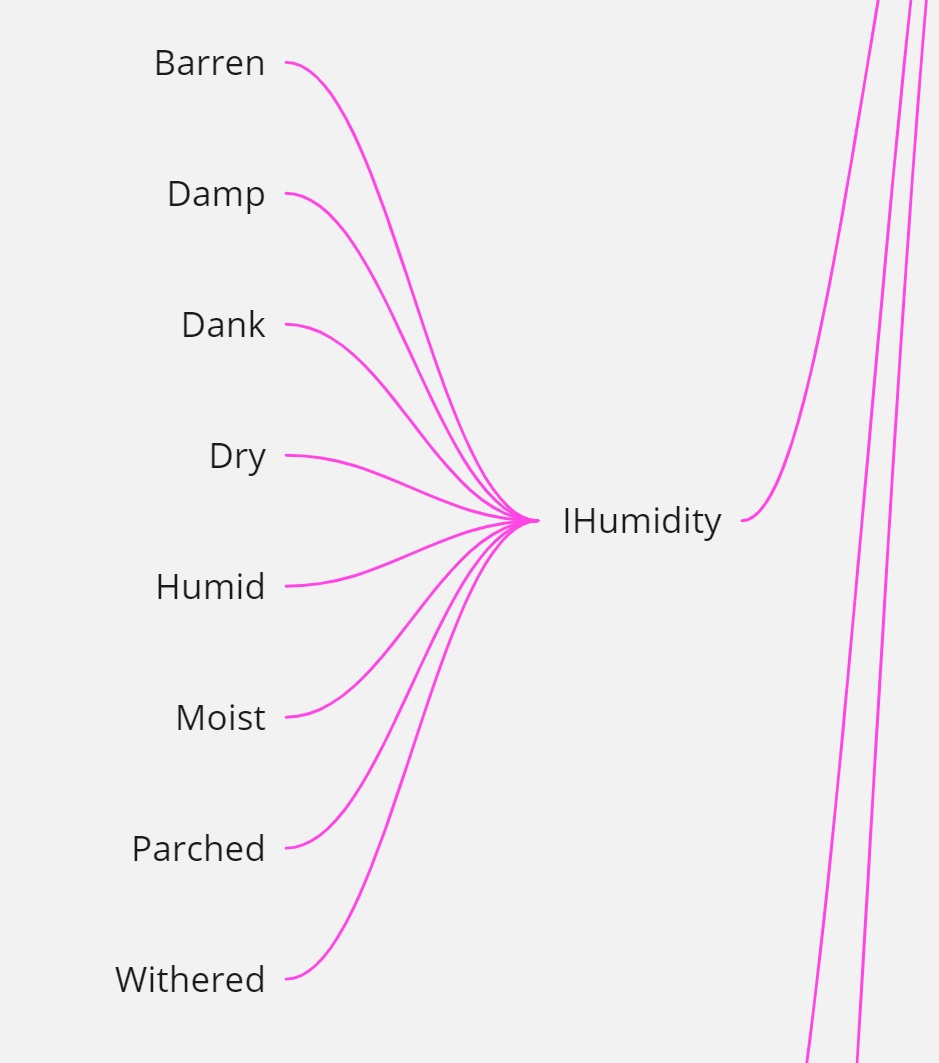 Barren
Damp
Dank
Dry
IHumidity
Humid
Moist
Parched
Withered